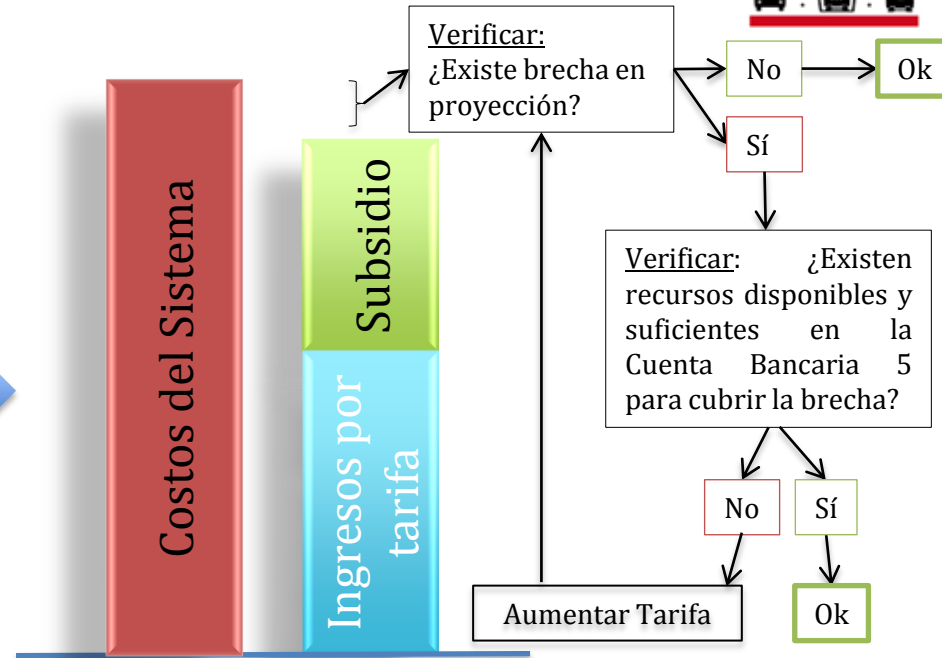 Costos del Sistema
Subsidio
Ingresos por
tarifa
Verificar:
¿Existe brecha en
proyección?
No
Ok
Sí
Verificar: ¿Existen
recursos disponibles y
suficientes en la
Cuenta Bancaria 5
para cubrir la brecha?
No
Sí
Aumentar Tarifa
Ok